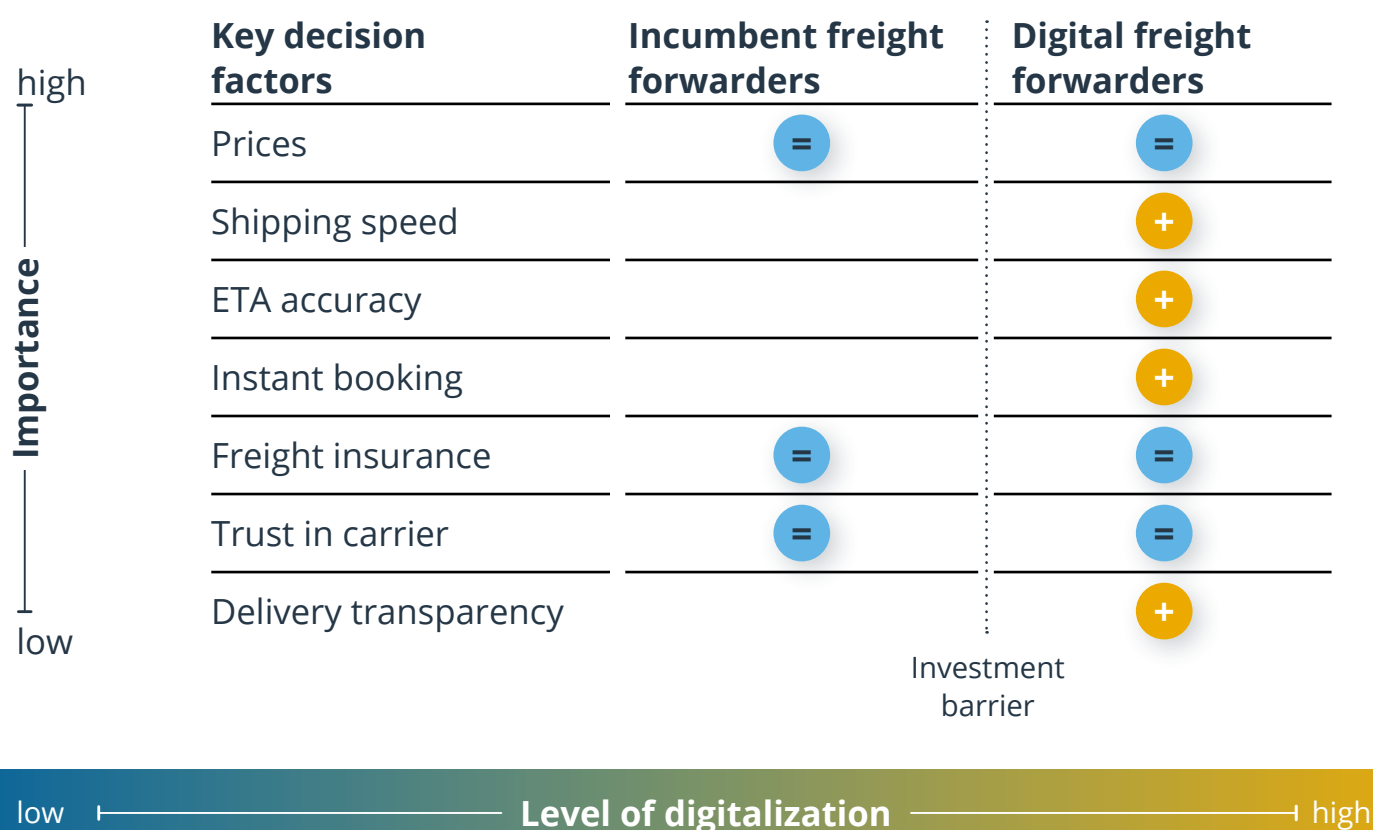 Key decision
factors
Incumbent freight
forwarders
Digital freight
forwarders
high
Importance
low
Prices
=
=
Shipping speed
+
ETA accuracy
+
Instant booking
+
Freight insurance
=
=
Trust in carrier
=
=
Delivery transparency
+
Investment
barrier
low
Level of digitalization
high